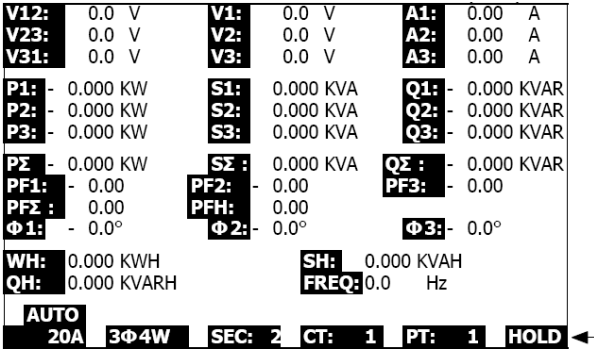 V12: 0.0 V V1: 0.0 V A1: 0.00 A
V23: 0.0 V V2: 0.0 V A2: 0.00 A
V31: 0.0 V V3: 0.0 V A3: 0.00 A
P1: - 0.000 KW S1: 0.000 KVA Q1: - 0.000 KVAR
P2: - 0.000 KW S2: 0.000 KVA Q2: - 0.000 KVAR
P3: - 0.000 KW S3: 0.000 KVA Q3: - 0.000 KVAR
PΣ - 0.000 KW SΣ : 0.000 KVA QΣ : - 0.000 KVAR
PF1: - 0.00 PF2: - 0.00 PF3: - 0.00
PFΣ : 0.00 PFH: 0.00
Φ1: - 0.0° Φ2: - 0.0° Φ3: - 0.0°
WH: 0.000 KWH SH: 0.000 KVAH
QH: 0.000 KVARH FREQ: 0.0 Hz
AUTO
20A 3Φ4W SEC: 2 CT: 1 PT: 1 HOLD